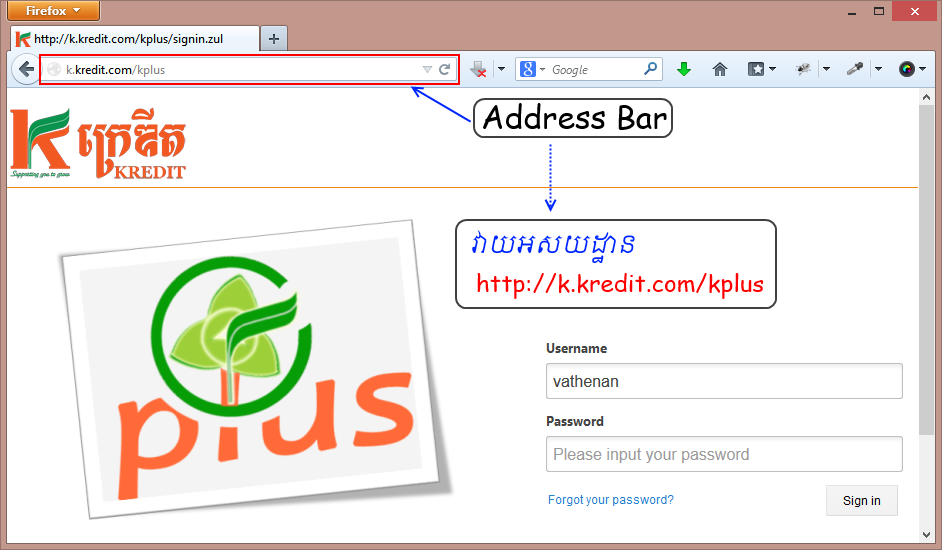 Firefox
http://k.kredit.com/kplus/signin.zul
k.kredit.com/kplus
Google
Address Bar
ក្រេឌីត
KREDIT
Supporting you to grow
វាយអសយដ្ឋាន
http://k.kredit.com/kplus
plus
Username
vathenan
Password
Please input your password
Forgot your password?
Sign in